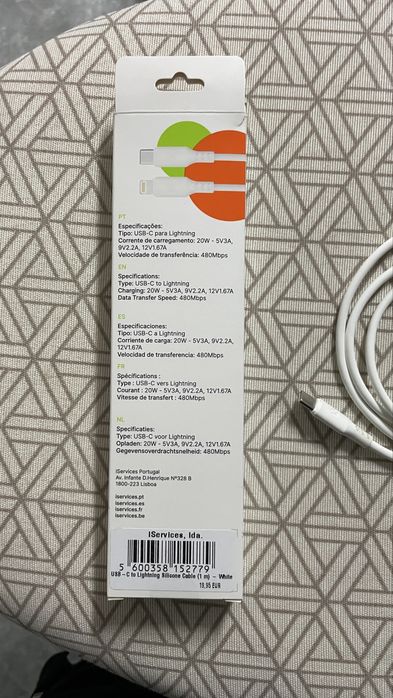 PT
Especificações:
Tipo: USB-C para Lightning
Corrente de carregamento: 20W - 5V3A,
9V2.2A, 12V1.67A
Velocidade de transferência: 480Mbps
EN
Specifications:
Type: USB-C to Lightning
Charging: 20W - 5V3A, 9V2.2A, 12V1.67A
Data Transfer Speed: 480Mbps
ES
Especificaciones:
Tipo: USB-C a Lightning
Corriente de carga: 20W - 5V3A, 9V2.2A,
12V1.67A
Velocidad de transferencia: 480Mbps
FR
Spécifications :
Type : USB-C vers Lightning
Courant : 20W - 5V3A, 9V2.2A, 12V1.67A
Vitesse de transfert : 480Mbps
NL
Specificaties:
Type: USB-C voor Lightning
Opladen: 20W - 5V3A, 9V2.2A, 12V1.67A
Gegevensoverdrachtsnelheid: 480Mbps
iServices Portugal
Av. Infante D.Henrique Nº328 B
1800-223 Lisboa
iservices.pt
iservices.es
iservices.fr
iservices.be
iServices, lda.
5 600358 152779
USB-C to Lightning Silicone Cable (1 m) - White
19,95 EUR